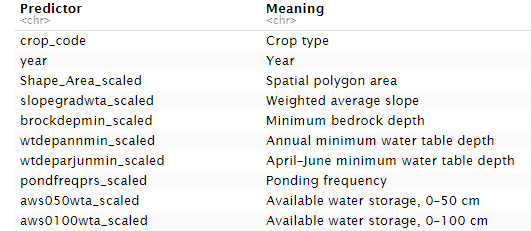 Predictor Meaning
<chr> <chr>
crop_code Crop type
year Year
Shape_Area_scaled Spatial polygon area
slopegradwta_scaled Weighted average slope
brockdepmin_scaled Minimum bedrock depth
wtdepannmin_scaled Annual minimum water table depth
wtdeparjunmin_scaled April–June minimum water table depth
pondfreqprs_scaled Ponding frequency
aws050wta_scaled Available water storage, 0–50 cm
aws0100wta_scaled Available water storage, 0–100 cm